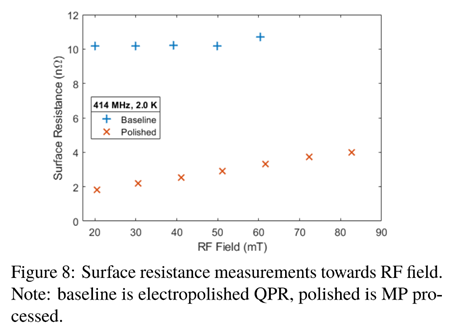 12
10
8
6
4
2
0
Surface Resistance (nΩ)
414 MHz, 2.0 K
Baseline
Polished
20 30 40 50 60 70 80 90
RF Field (mT)
Figure 8: Surface resistance measurements towards RF field.
Note: baseline is electropolished QPR, polished is MP pro-
cessed.